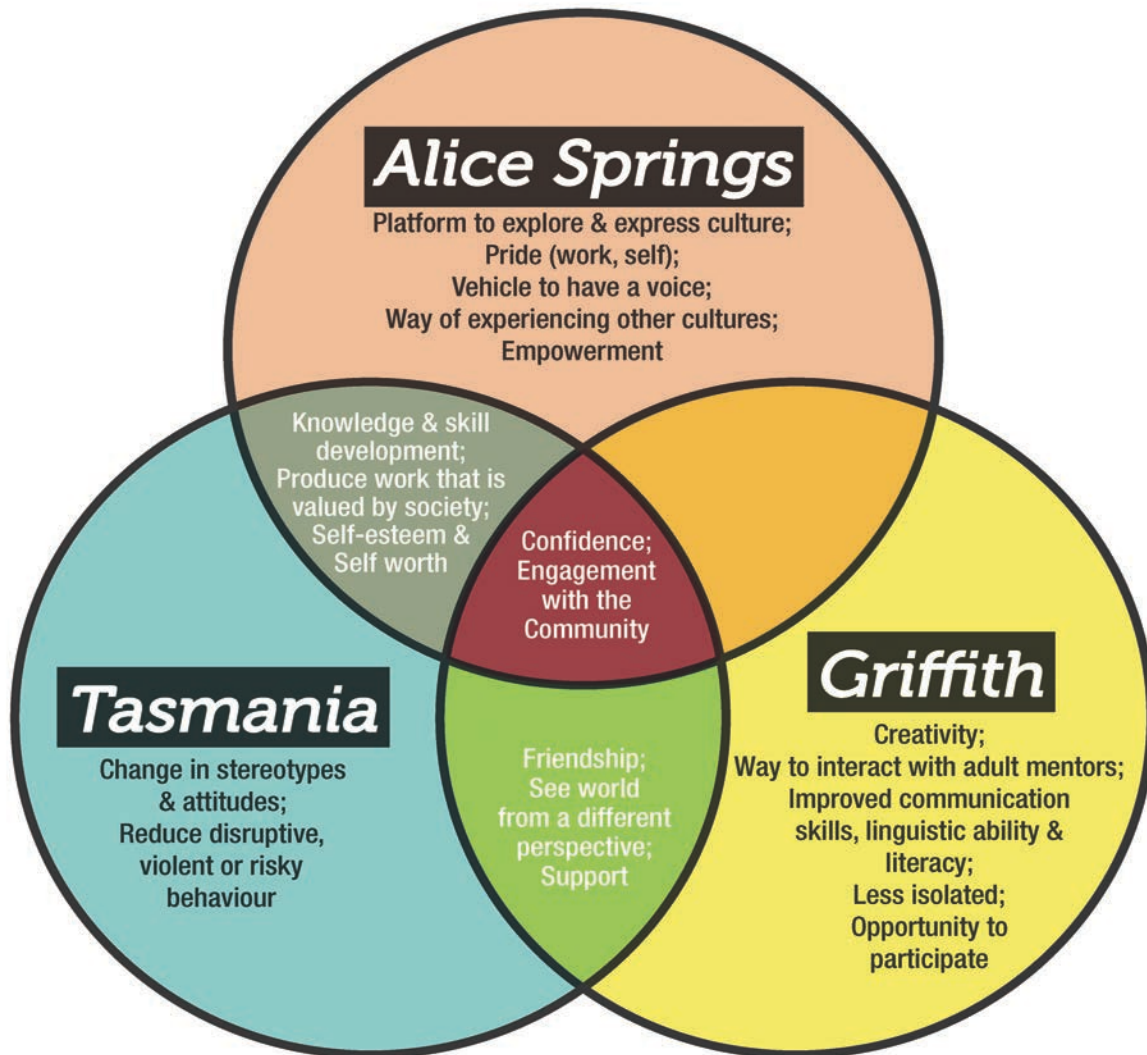 Alice Springs
Platform to explore & express culture;
Pride (work, self);
Vehicle to have a voice;
Way of experiencing other cultures;
Empowerment
Knowledge & skill
development;
Produce work that is
valued by society;
Self-esteem &
Self worth
Confidence;
Engagement
with the
Community
Tasmania
Change in stereotypes
& attitudes;
Reduce disruptive,
violent or risky
behaviour
Friendship;
See world
from a different
perspective;
Support
Griffith
Creativity;
Way to interact with adult mentors;
Improved communication
skills, linguistic ability &
literacy;
Less isolated;
Opportunity to
participate